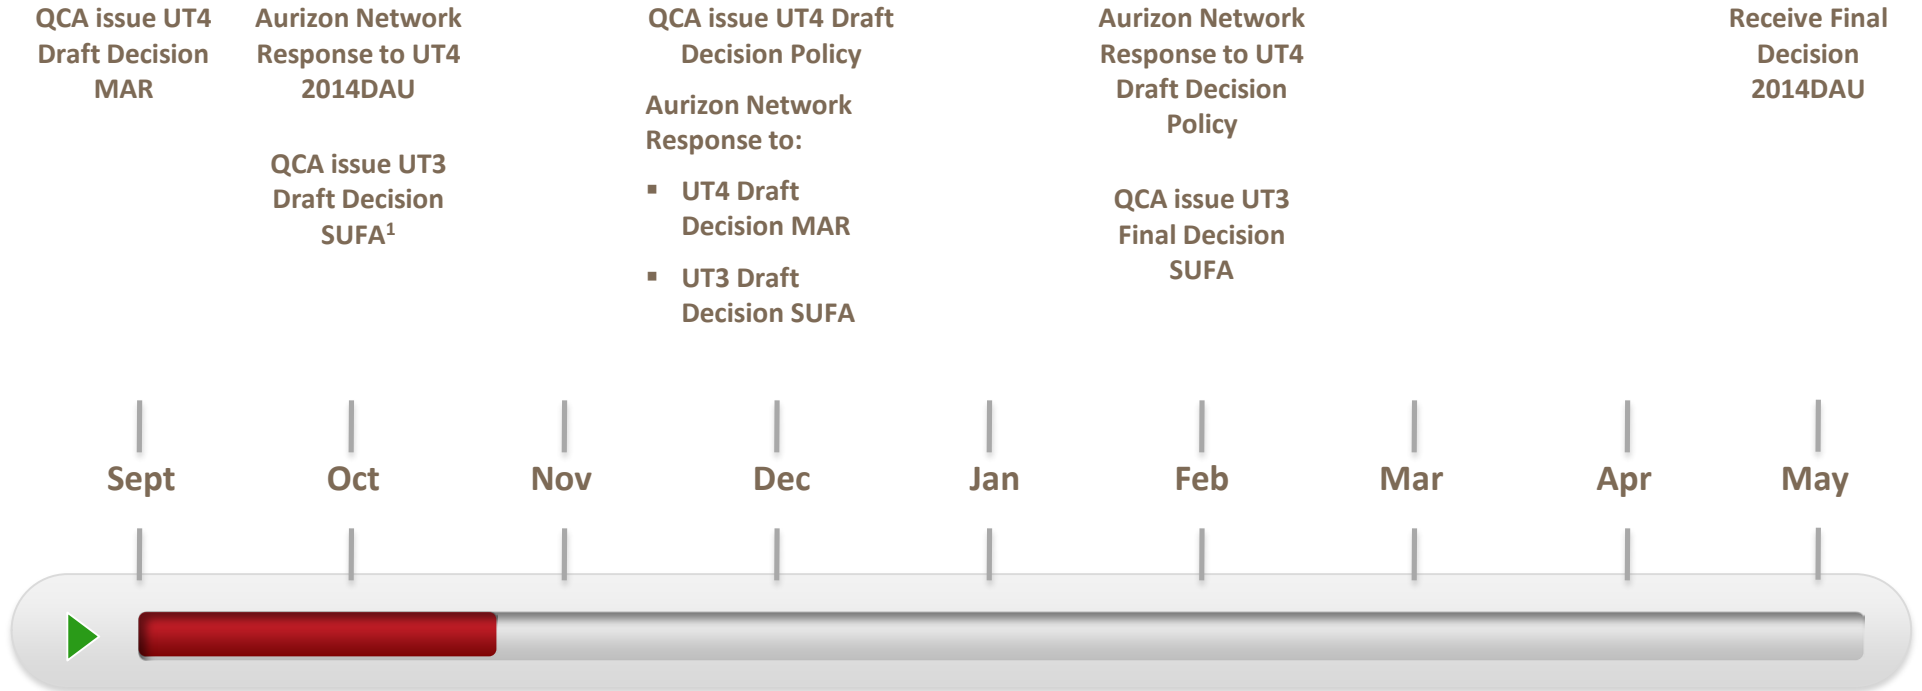 QCA issue UT4
Draft Decision
MAR
Aurizon Network
Response to UT4
2014DAU
QCA issue UT3
Draft Decision
SUFA¹
QCA issue UT4 Draft
Decision Policy
Aurizon Network
Response to:
▪ UT4 Draft
Decision MAR
▪ UT3 Draft
Decision SUFA
Aurizon Network
Response to UT4
Draft Decision
Policy
QCA issue UT3
Final Decision
SUFA
Receive Final
Decision
2014DAU
Sept Oct Nov Dec Jan Feb Mar Apr May